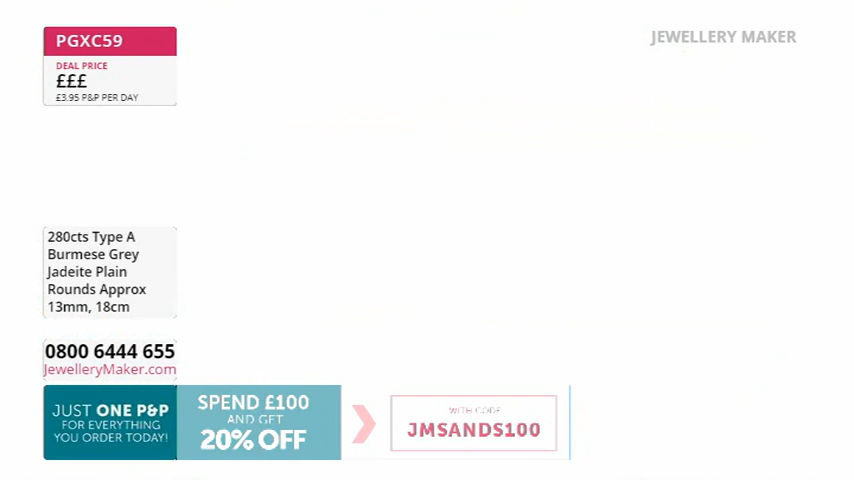 PGXC59
JEWELLERY MAKER
DEAL PRICE
£££
£3.95 P&P PER DAY
280cts Type A
Burmese Grey
Jadeite Plain
Rounds Approx
13mm, 18cm
0800 6444 655
JewelleryMaker.com
JUST ONE P&P
FOR EVERYTHING
YOU ORDER TODAY!
SPEND £100
AND GET
20% OFF
WITH CODE
JMSANDS100